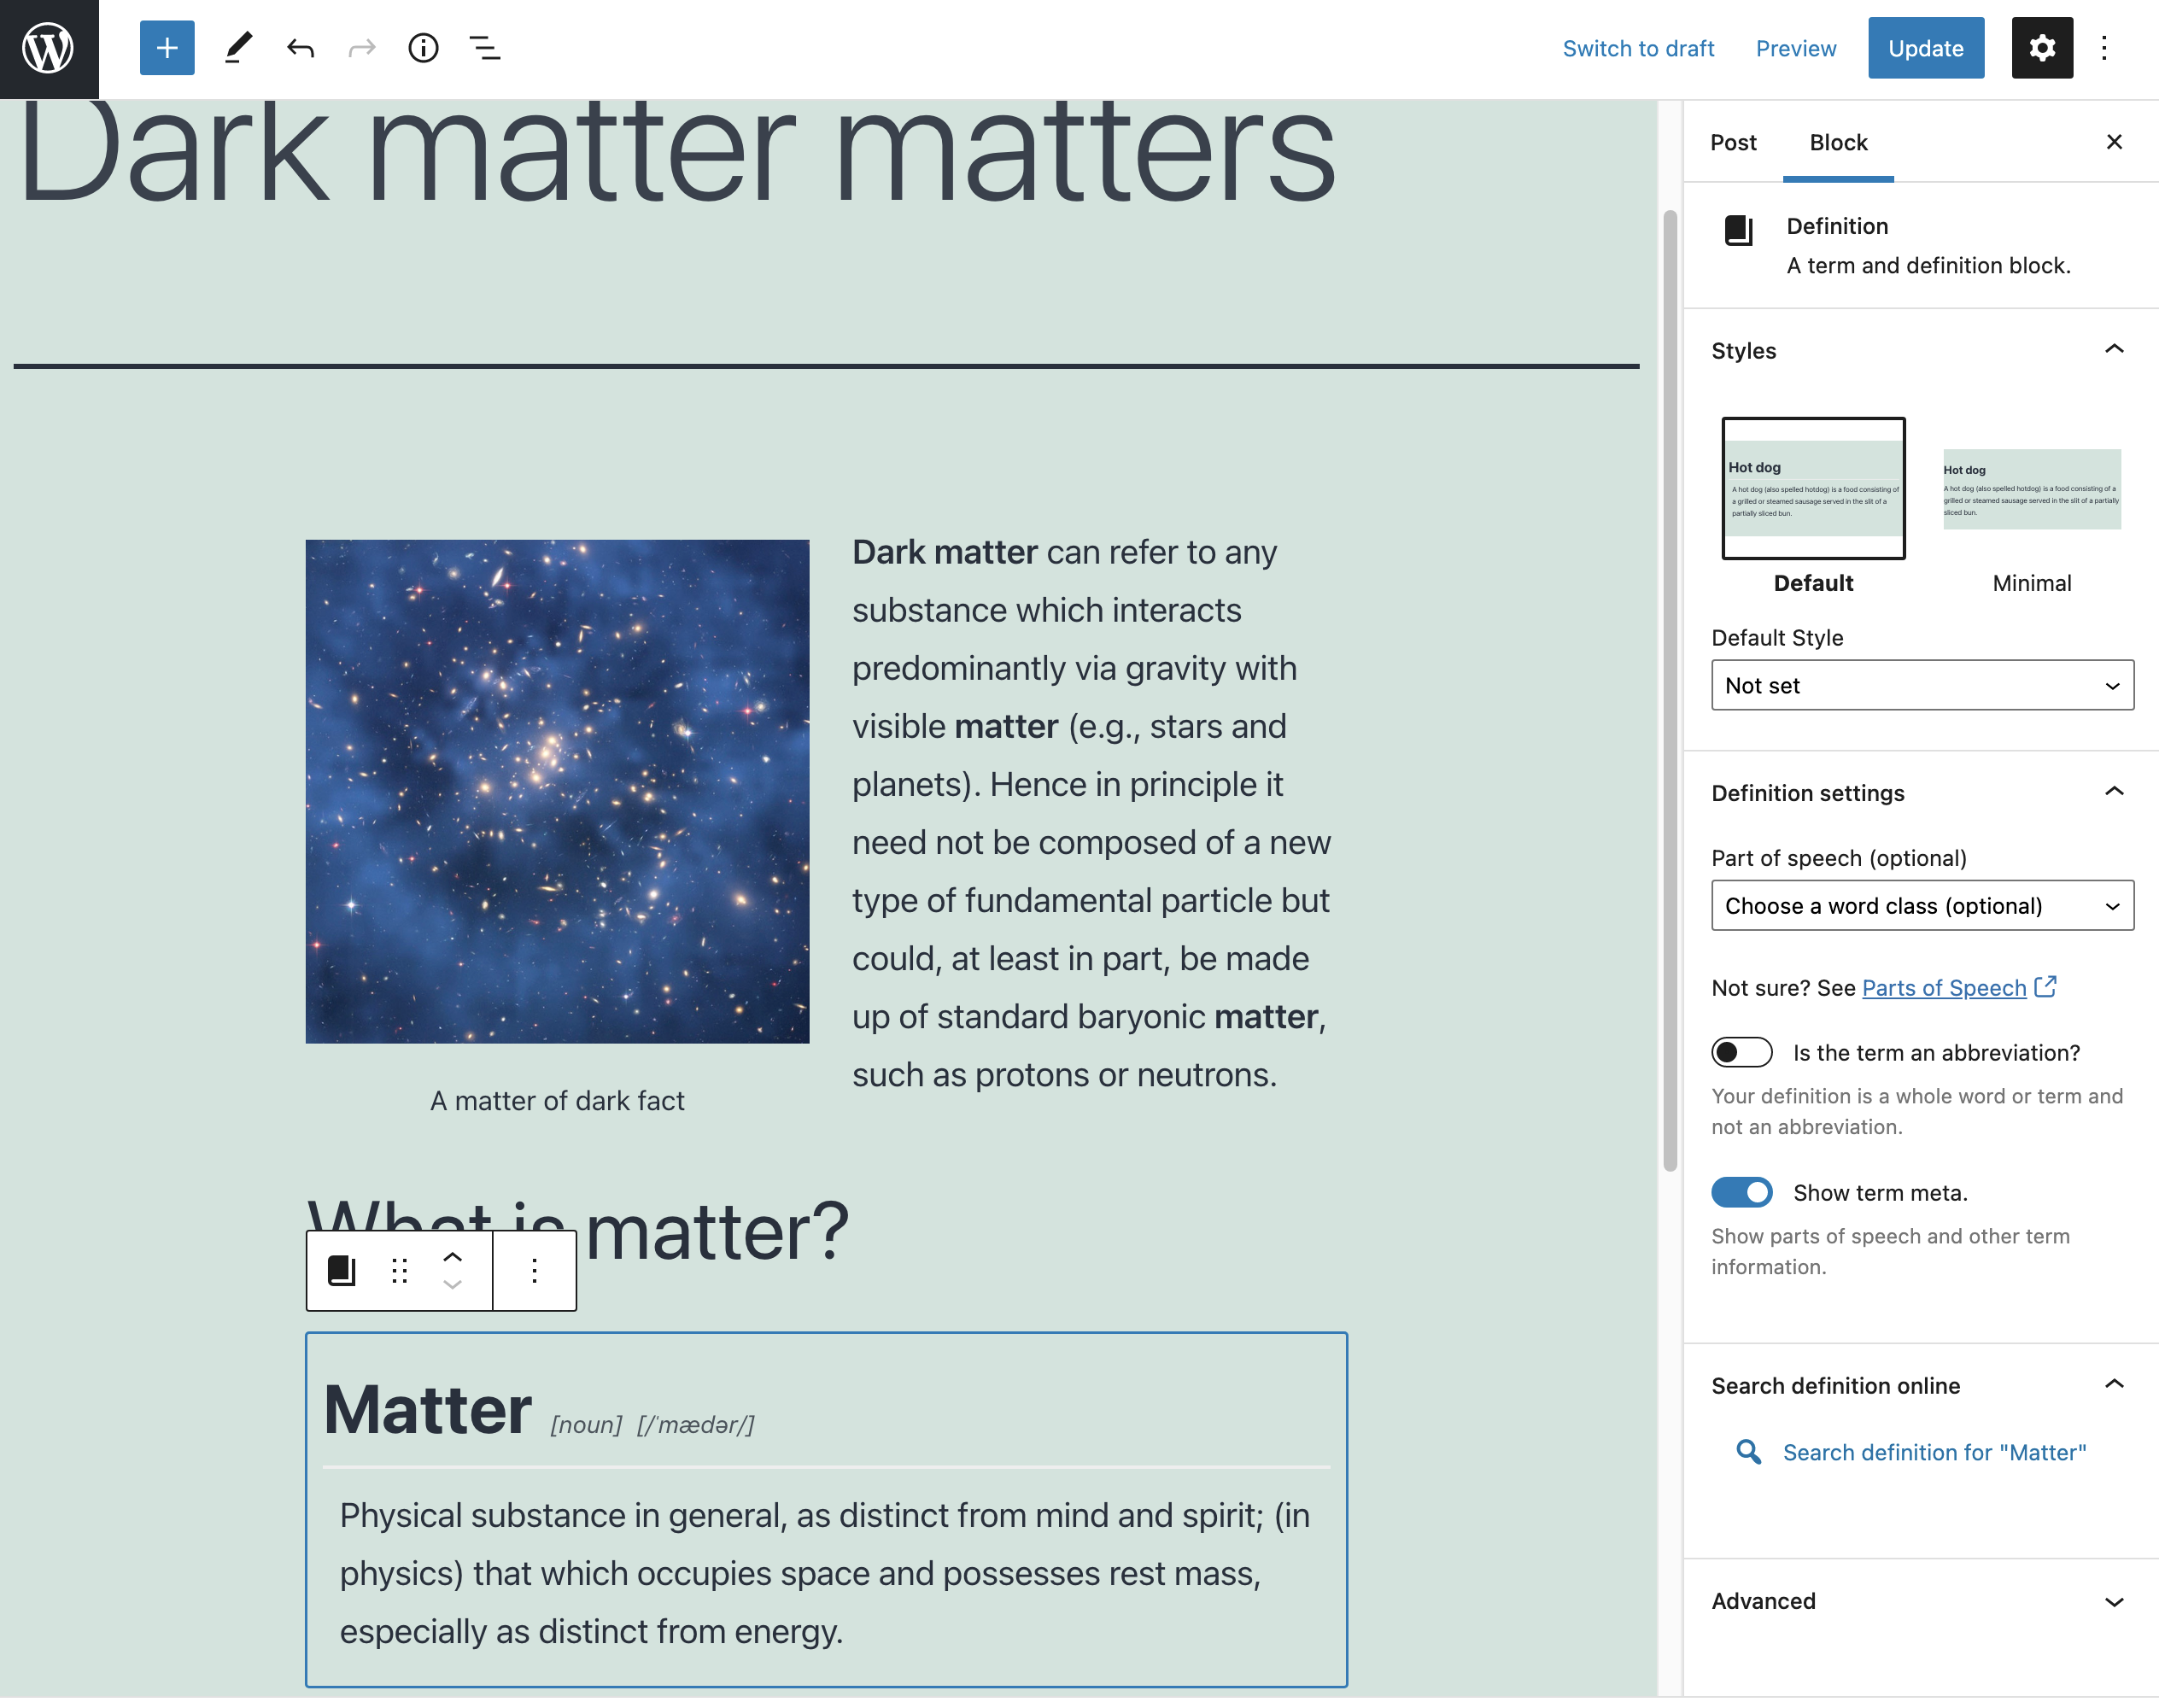 Switch to draft
Preview
Update
Dark matter matters
Dark matter can refer to any
substance which interacts
predominantly via gravity with
visible matter (e.g., stars and
planets). Hence in principle it
need not be composed of a new
type of fundamental particle but
could, at least in part, be made
up of standard baryonic matter,
such as protons or neutrons.
A matter of dark fact
What is matter?
Matter [noun] [/ˈmædər/]
Physical substance in general, as distinct from mind and spirit; (in
physics) that which occupies space and possesses rest mass,
especially as distinct from energy.
Post
Block
Definition
A term and definition block.
Styles
Hot dog
A hot dog (also spelled hotdog) is a food consisting of
a grilled or steamed sausage served in the slit of a
partially sliced bun.
Default
Hot dog
A hot dog (also spelled hotdog) is a food consisting of a
grilled or steamed sausage served in the slit of a partially
sliced bun.
Minimal
Default Style
Not set
Definition settings
Part of speech (optional)
Choose a word class (optional)
Not sure? See Parts of Speech
Is the term an abbreviation?
Your definition is a whole word or term and
not an abbreviation.
Show term meta.
Show parts of speech and other term
information.
Search definition online
Search definition for "Matter"
Advanced